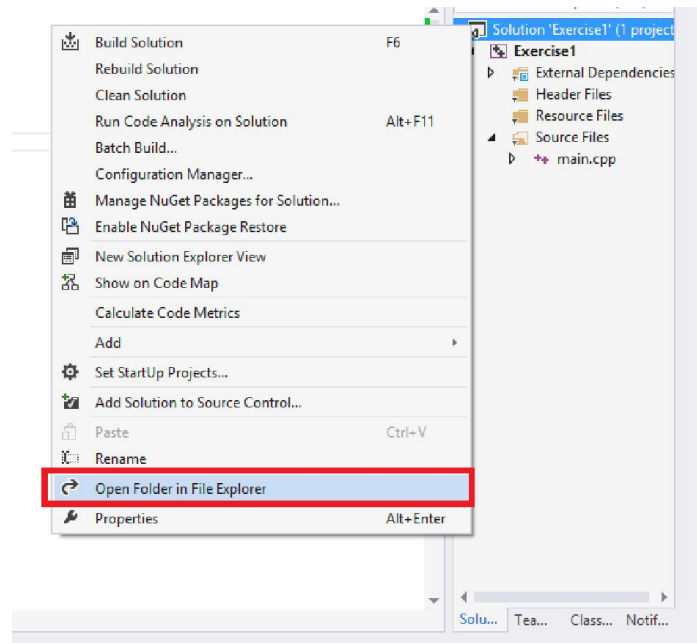 Build Solution F6
Rebuild Solution
Clean Solution
Run Code Analysis on Solution Alt+F11
Batch Build...
Configuration Manager...
Manage NuGet Packages for Solution...
Enable NuGet Package Restore
New Solution Explorer View
Show on Code Map
Calculate Code Metrics
Add
Set StartUp Projects...
Add Solution to Source Control...
Paste Ctrl+V
Rename
Open Folder in File Explorer
Properties Alt+Enter
Solution 'Exercise1' (1 project
Exercise1
External Dependencies
Header Files
Resource Files
Source Files
main.cpp
Solu... Tea... Class... Notif...